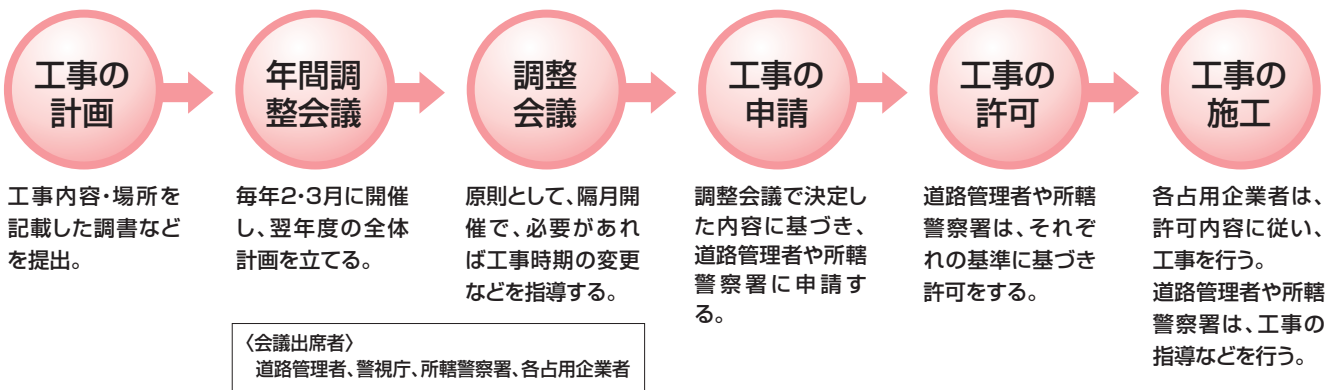 工事の
計画
年間調
整会議
調整
会議
工事の
申請
工事の
許可
工事の
施工
工事内容・場所を
記載した調書など
を提出。
毎年2・3月に開催
し、翌年度の全体
計画を立てる。
原則として、隔月開
催で、必要があれ
ば工事時期の変更
などを指導する。
調整会議で決定し
た内容に基づき、
道路管理者や所轄
警察署に申請す
る。
道路管理者や所轄
警察署は、それぞ
れの基準に基づき
許可をする。
各占用企業者は、
許可内容に従い、
工事を行う。
道路管理者や所轄
警察署は、工事の
指導などを行う。
〈会議出席者〉
道路管理者、警視庁、所轄警察署、各占用企業者